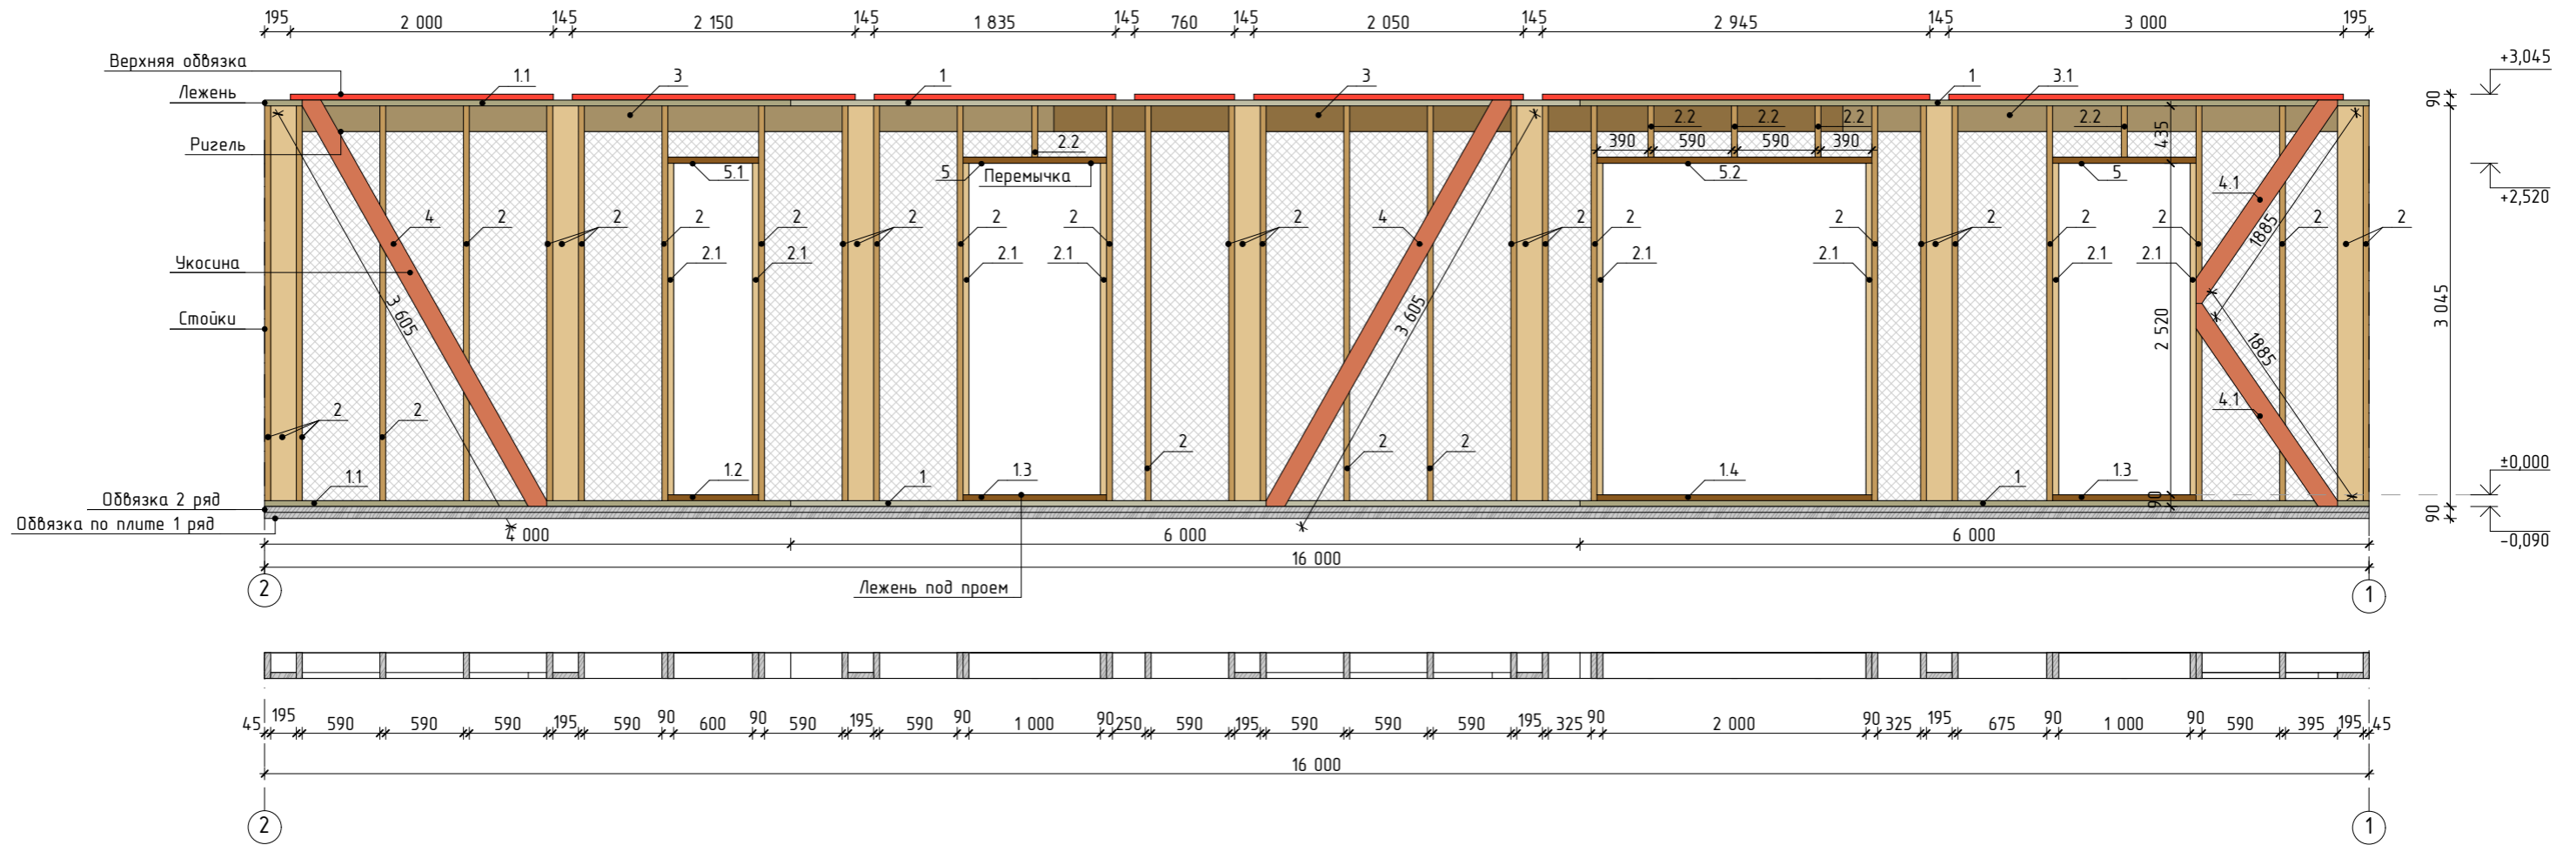 195 2 000 145 2 150 145 1 835 145 760 145 2 050 145 2 945 145 3 000 195
Верхняя обвязка 1.1 3 1 3 1 3.1 +3,045
Лежень 90
Ригель 2.2 2.2 2.2 2.2 2.2 435
390 590 590 390
5.1 5 Перемычка 5.2 5 +2,520
4.1
4 2 2 2 2 2 2 2 2 4 2 2 2 2 2 2 2 2
1885
Укосина 2.1 2.1 2.1 2.1 2.1 2.1 2.1 2.1
3 605 3 605
Стойки 2 520 1885 3 045
2 2 4.1
2 2 2
1.1 1.2 1.3 1 1.4 1 1.3 ±0,000
Обвязка 2 ряд 1 90
Обвязка по плите 1 ряд 90
4 000 6 000 6 000 -0,090
16 000
2 Лежень под проем 1
45 195 590 590 590 195 590 90 600 90 590 195 590 90 1 000 90 250 590 195 590 590 590 195 325 90 2 000 90 325 195 675 90 1 000 90 590 395 195 45
16 000
2 1